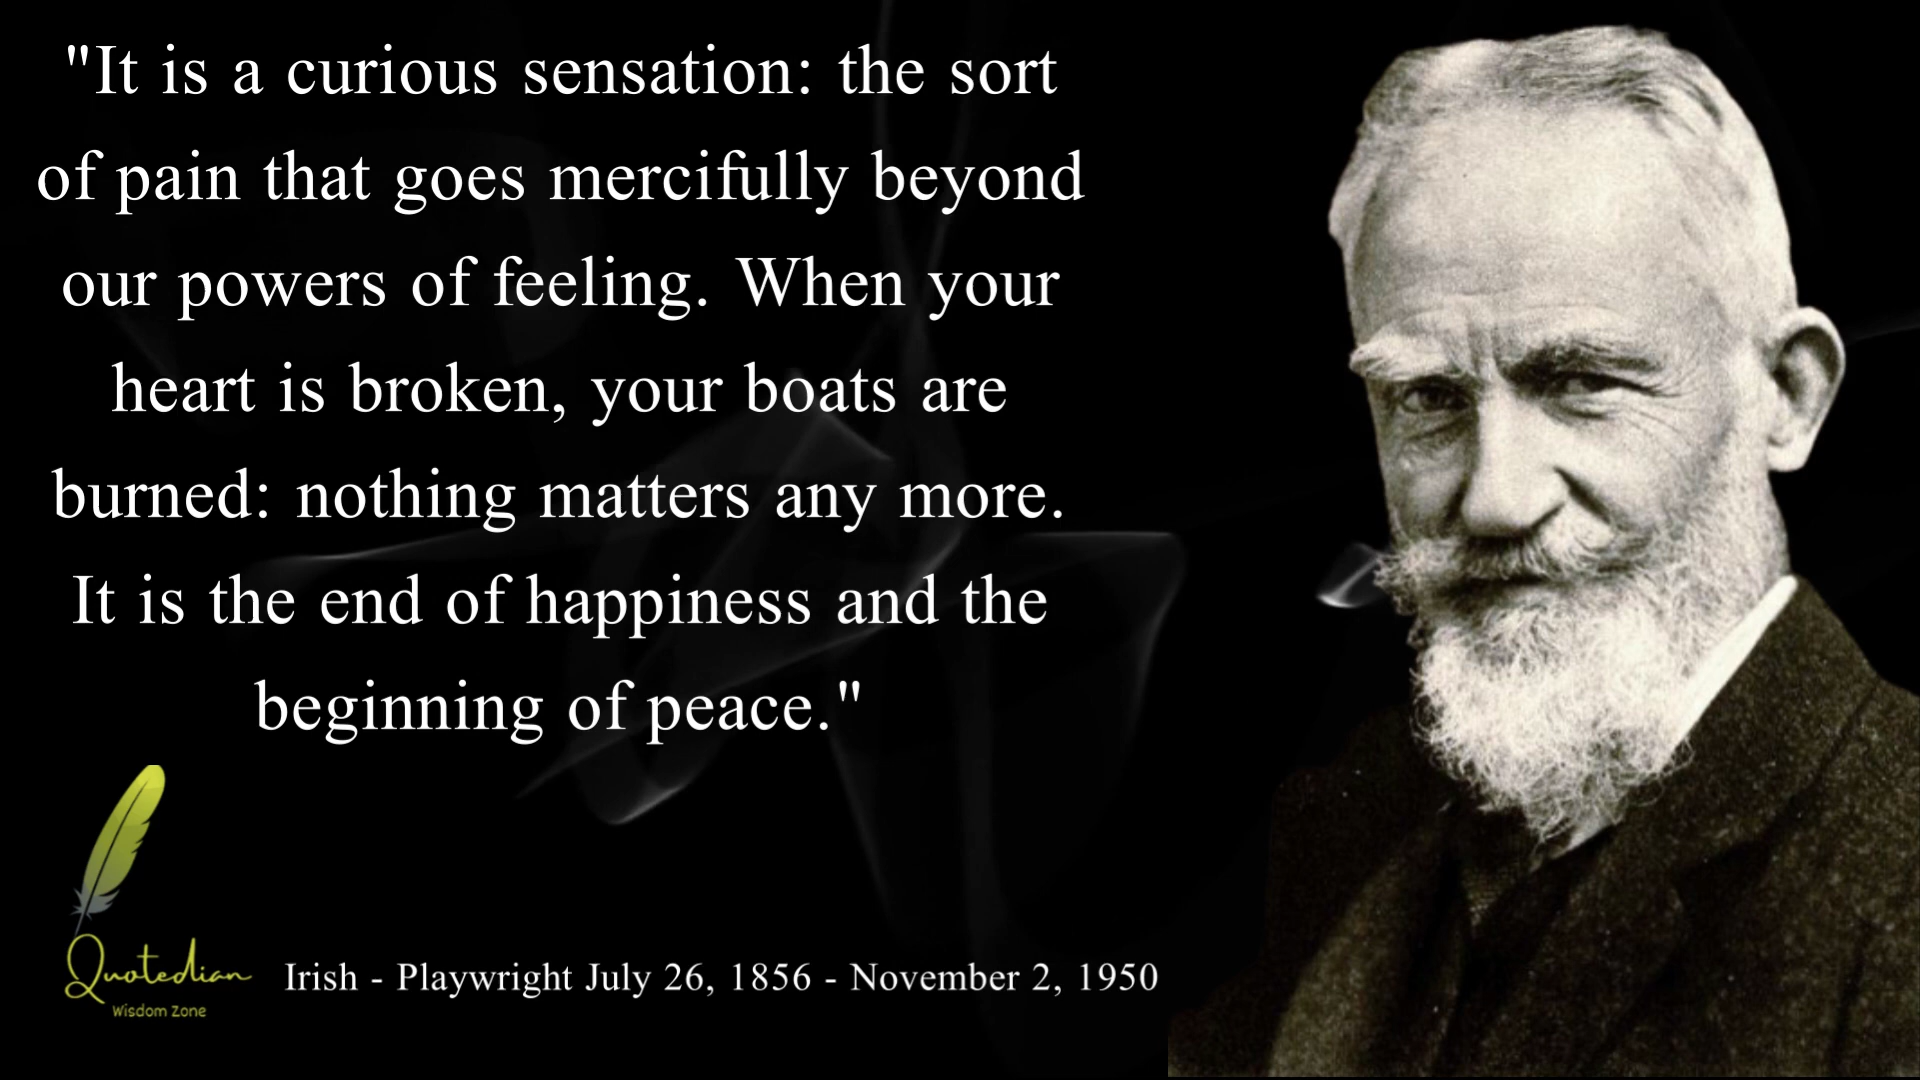 "It is a curious sensation: the sort
of pain that goes mercifully beyond
our powers of feeling. When your
heart is broken, your boats are
burned: nothing matters any more.
It is the end of happiness and the
beginning of peace."
Quotedian
Wisdom Zone
Irish - Playwright July 26, 1856 - November 2, 1950